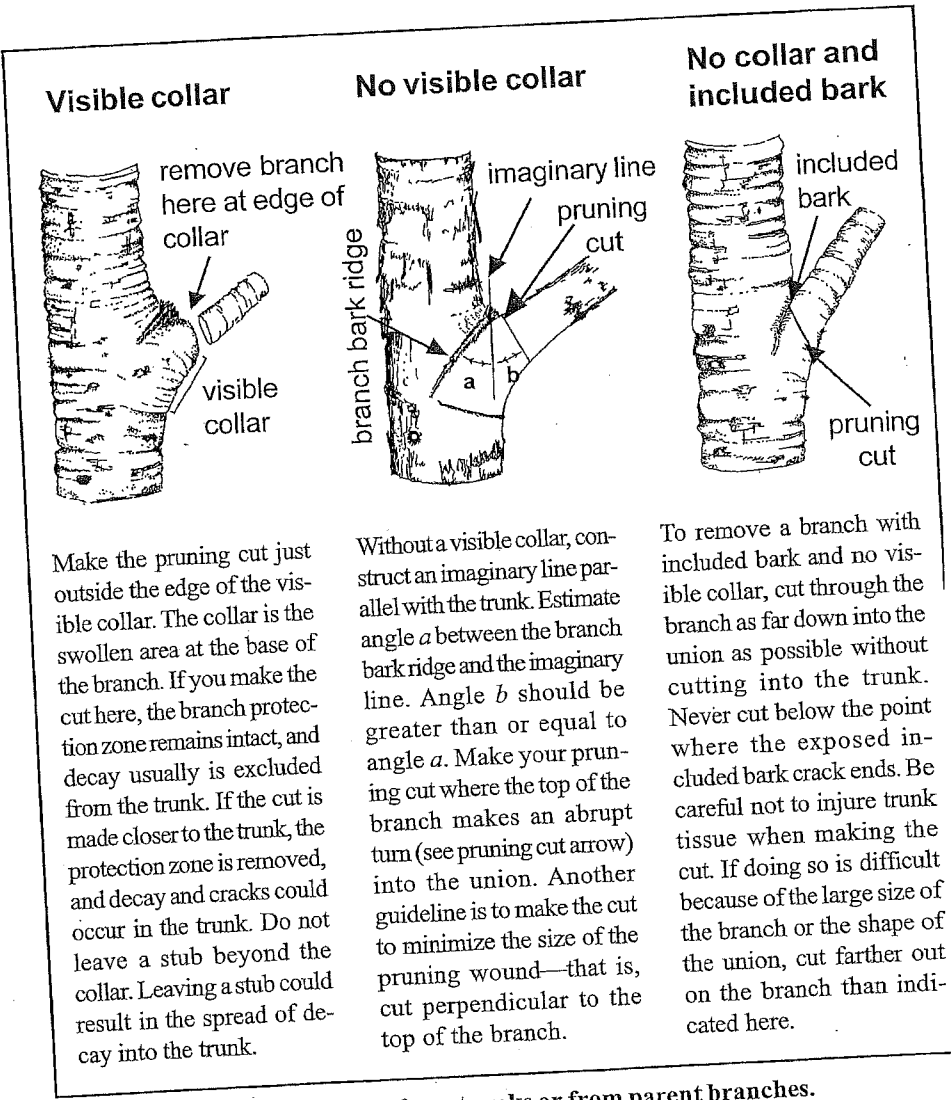 Visible collar
remove branch
here at edge of
collar
visible
collar
Make the pruning cut just
outside the edge of the vis-
ible collar. The collar is the
swollen area at the base of
the branch. If you make the
cut here, the branch protec-
tion zone remains intact, and
decay usually is excluded
from the trunk. If the cut is
made closer to the trunk, the
protection zone is removed,
and decay and cracks could
occur in the trunk. Do not
leave a stub beyond the
collar. Leaving a stub could
result in the spread of de-
cay into the trunk.
No visible collar
imaginary line
pruning
cut
branch bark ridge
a
b
Without a visible collar, con-
struct an imaginary line par-
allel with the trunk. Estimate
angle a between the branch
bark ridge and the imaginary
line. Angle b should be
greater than or equal to
angle a. Make your prun-
ing cut where the top of the
branch makes an abrupt
turn (see pruning cut arrow)
into the union. Another
guideline is to make the cut
to minimize the size of the
pruning wound—that is,
cut perpendicular to the
top of the branch.
No collar and
included bark
included
bark
pruning
cut
To remove a branch with
included bark and no vis-
ible collar, cut through the
branch as far down into the
union as possible without
cutting into the trunk.
Never cut below the point
where the exposed in-
cluded bark crack ends. Be
careful not to injure trunk
tissue when making the
cut. If doing so is difficult
because of the large size of
the branch or the shape of
the union, cut farther out
on the branch than indi-
cated here.
or from parent branches.